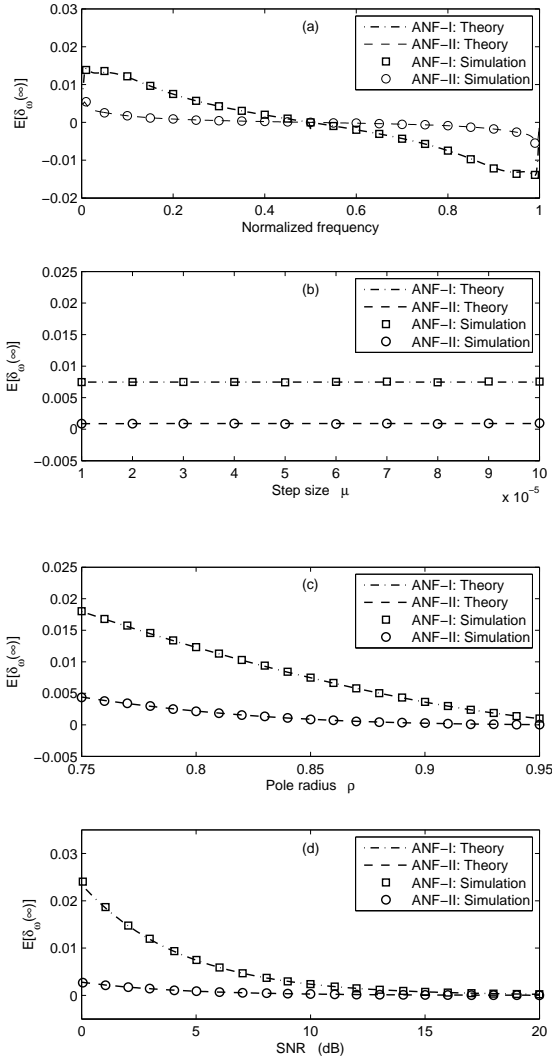 (a)
ANF−I: Theory
ANF−II: Theory
ANF−I: Simulation
ANF−II: Simulation
E[δω(∞)]
0.03
0.02
0.01
0
−0.01
−0.02
0 0.2 0.4 0.6 0.8 1
Normalized frequency
(b)
ANF−I: Theory
ANF−II: Theory
ANF−I: Simulation
ANF−II: Simulation
E[δω(∞)]
0.025
0.02
0.015
0.01
0.005
0
−0.005
1 2 3 4 5 6 7 8 9 10
Step size μ
x 10−5
(c)
ANF−I: Theory
ANF−II: Theory
ANF−I: Simulation
ANF−II: Simulation
E[δω(∞)]
0.025
0.02
0.015
0.01
0.005
0
−0.005
0.75 0.8 0.85 0.9 0.95
Pole radius ρ
(d)
ANF−I: Theory
ANF−II: Theory
ANF−I: Simulation
ANF−II: Simulation
E[δω(∞)]
0.03
0.02
0.01
0
0 5 10 15 20
SNR (dB)